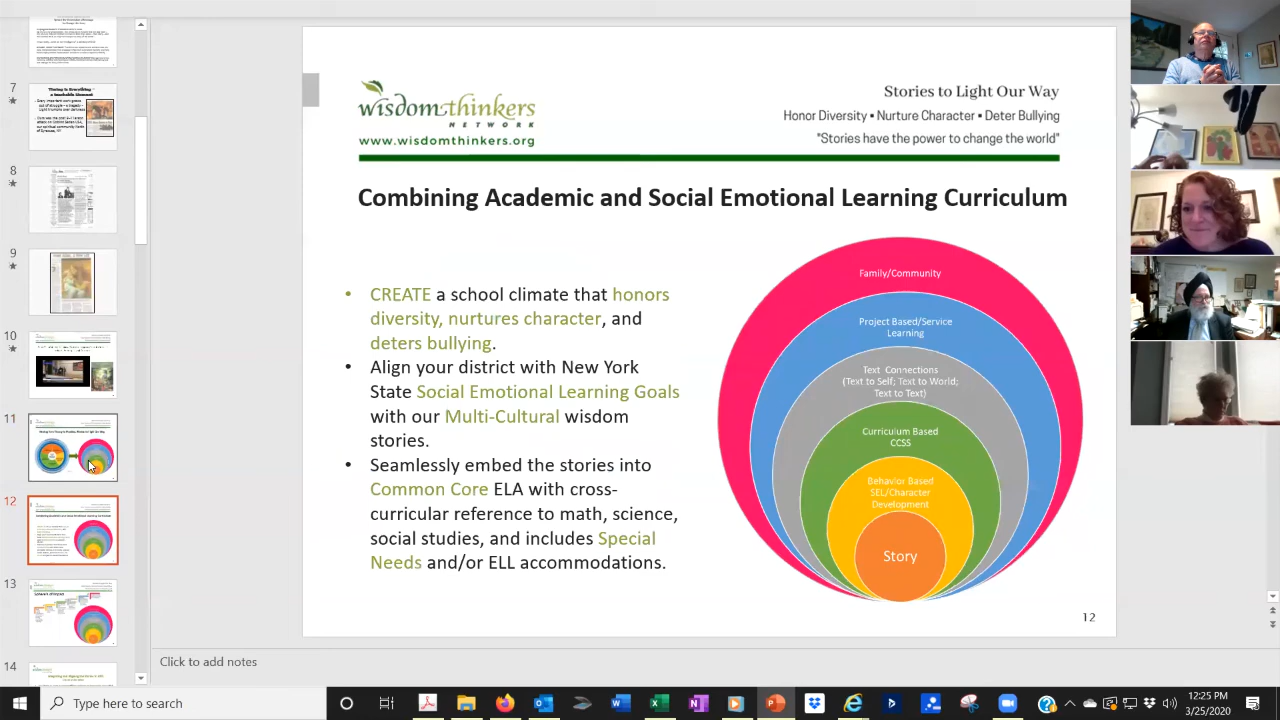 wisdomthinkers
NETWORK
www.wisdomthinkers.org
Stories to Light Our Way
Honor Diversity ▪ Nurture Character ▪ Deter Bullying
"Stories have the power to change the world"
Combining Academic and Social Emotional Learning Curriculum
• CREATE a school climate that honors
diversity, nurtures character, and
deters bullying.
• Align your district with New York
State Social Emotional Learning Goals
with our Multi-Cultural wisdom
stories.
• Seamlessly embed the stories into
Common Core ELA with cross-
curricular reference to math, science,
social studies, and includes Special
Needs and/or ELL accommodations.
Family/Community
Project Based/Service
Learning
Text Connections
(Text to Self; Text to World;
Text to Text)
Curriculum Based
CCSS
Behavior Based
SEL/Character
Development
Story
12
7
8
9
11
12
13
14
Click to add notes
Type here to search
12:25 PM
3/25/2020